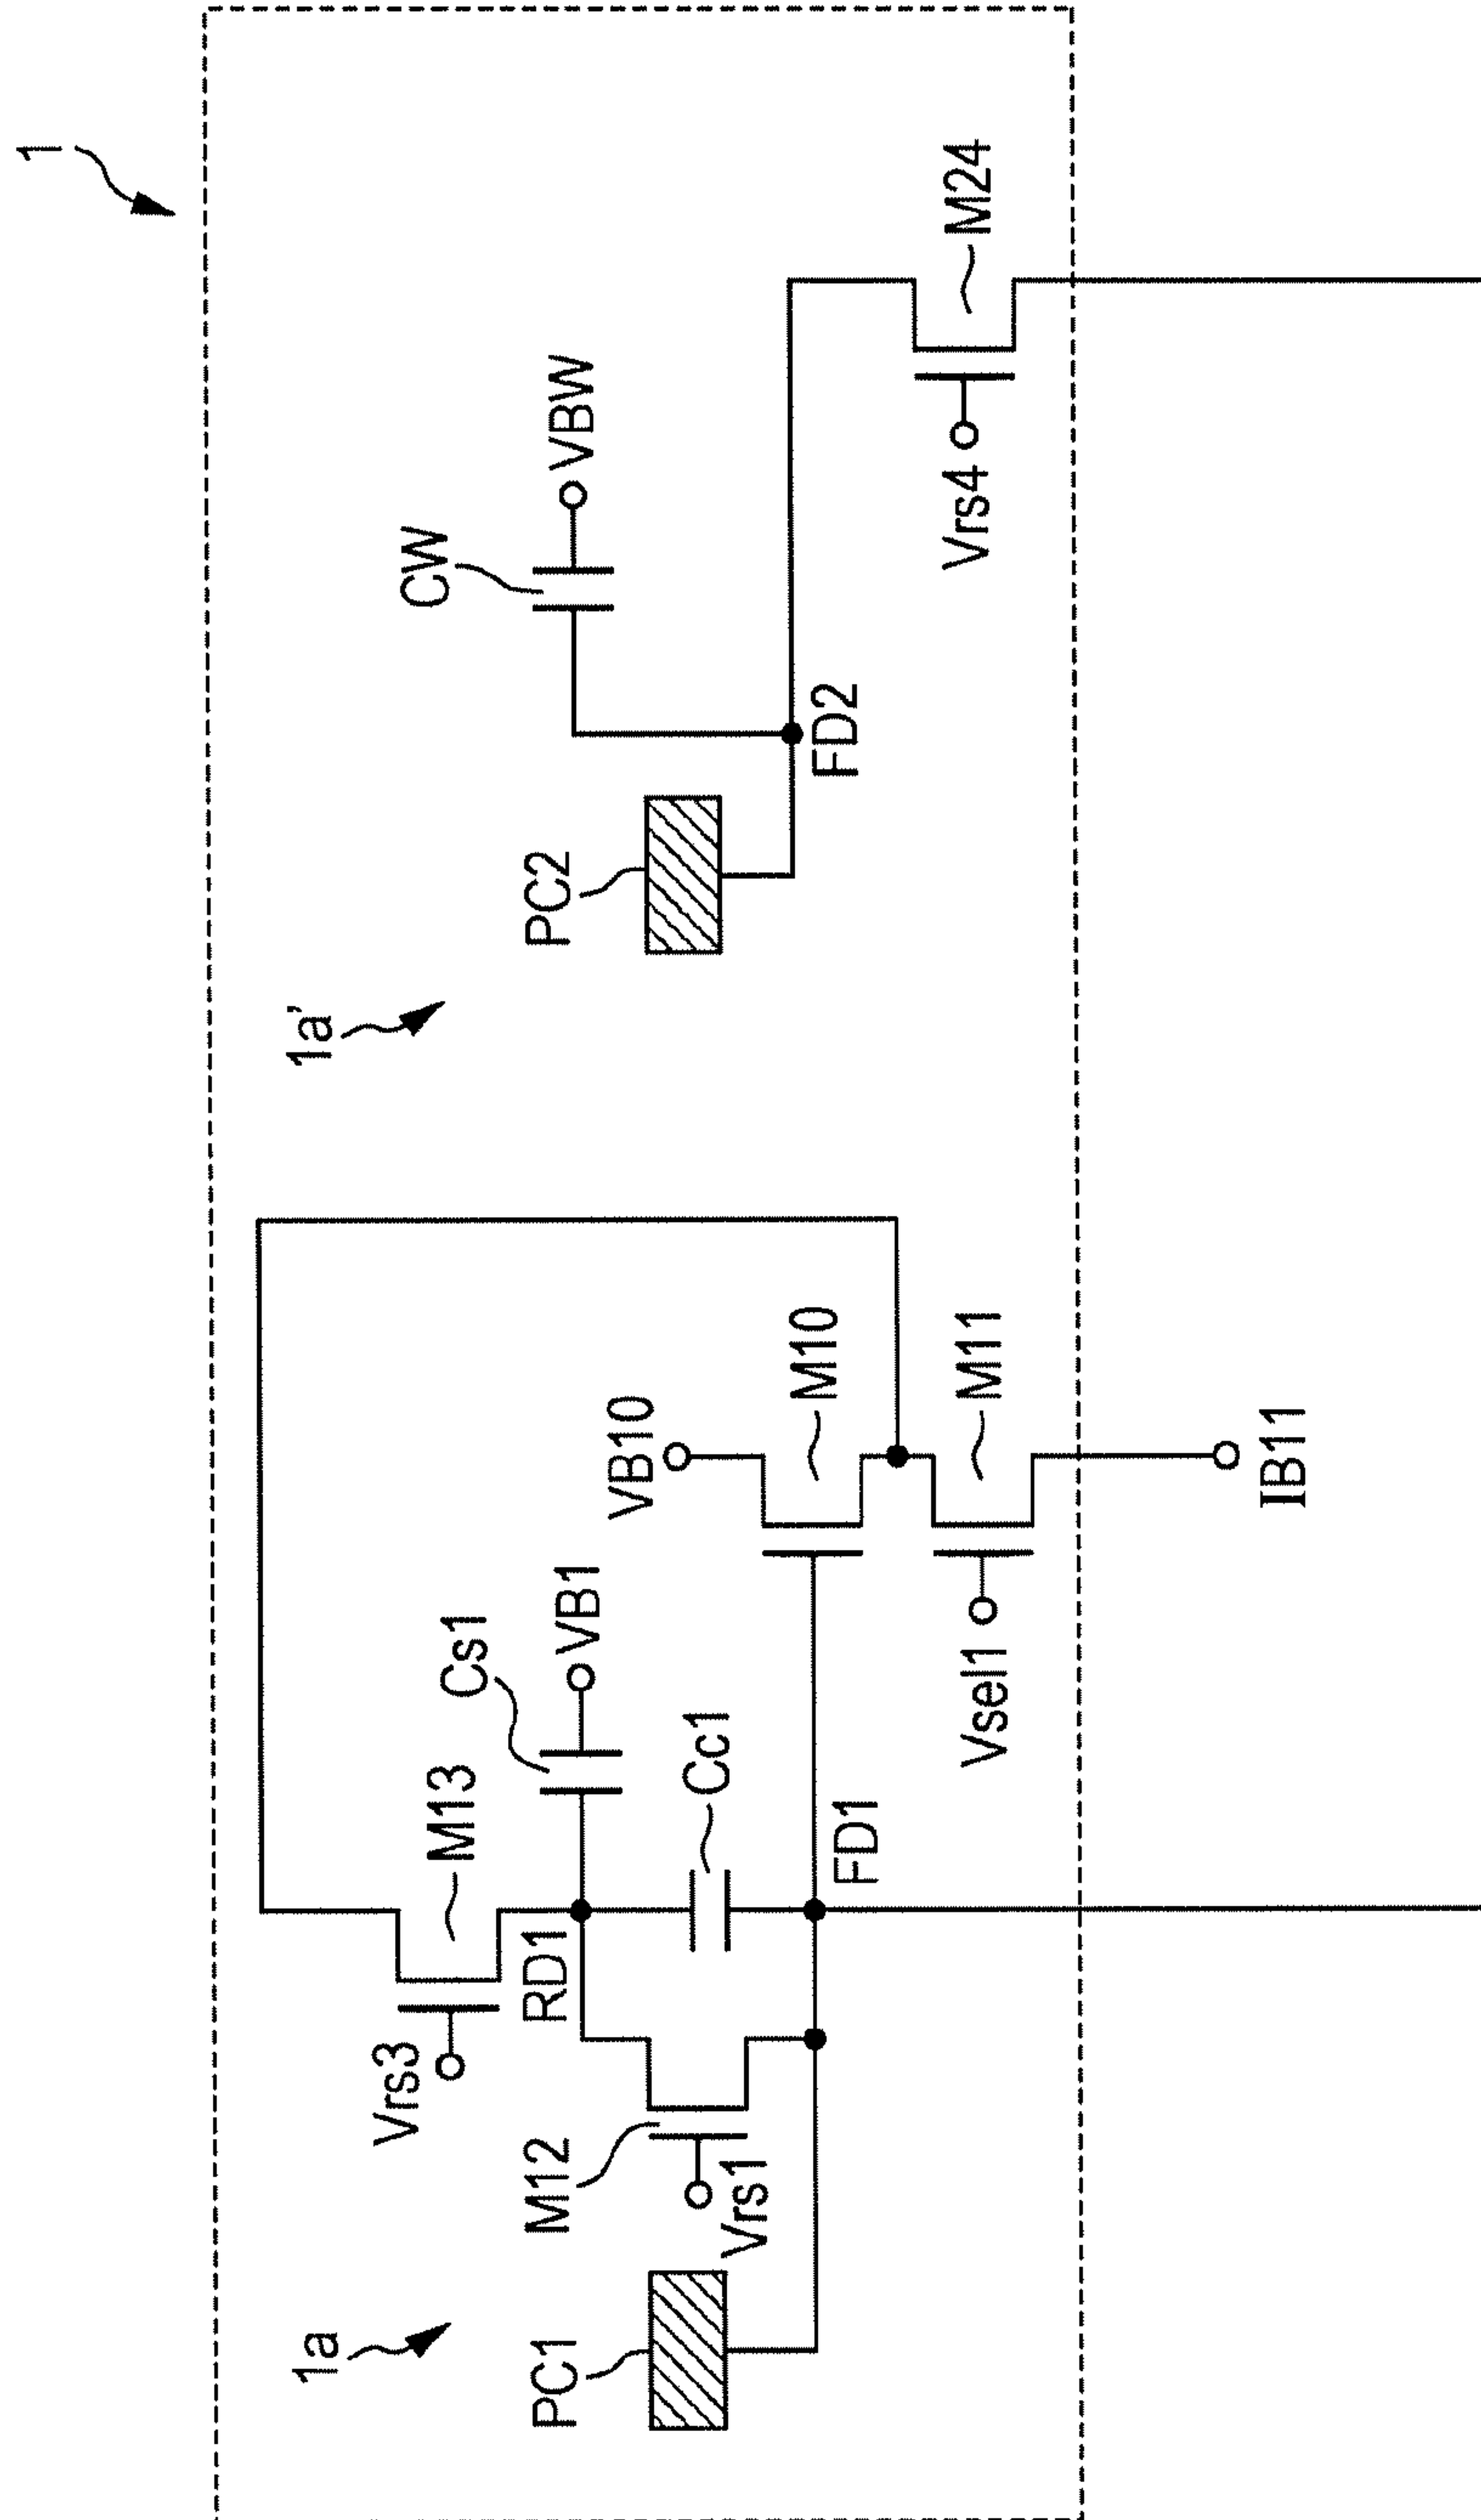 1
1a
1a'
PC1
M12
Vrs1
Vrs3
M13
RD1
Cs1
VB1
Cc1
FD1
VB10
M10
M11
Vsel1
IB11
PC2
FD2
CW
VBW
Vrs4
M24